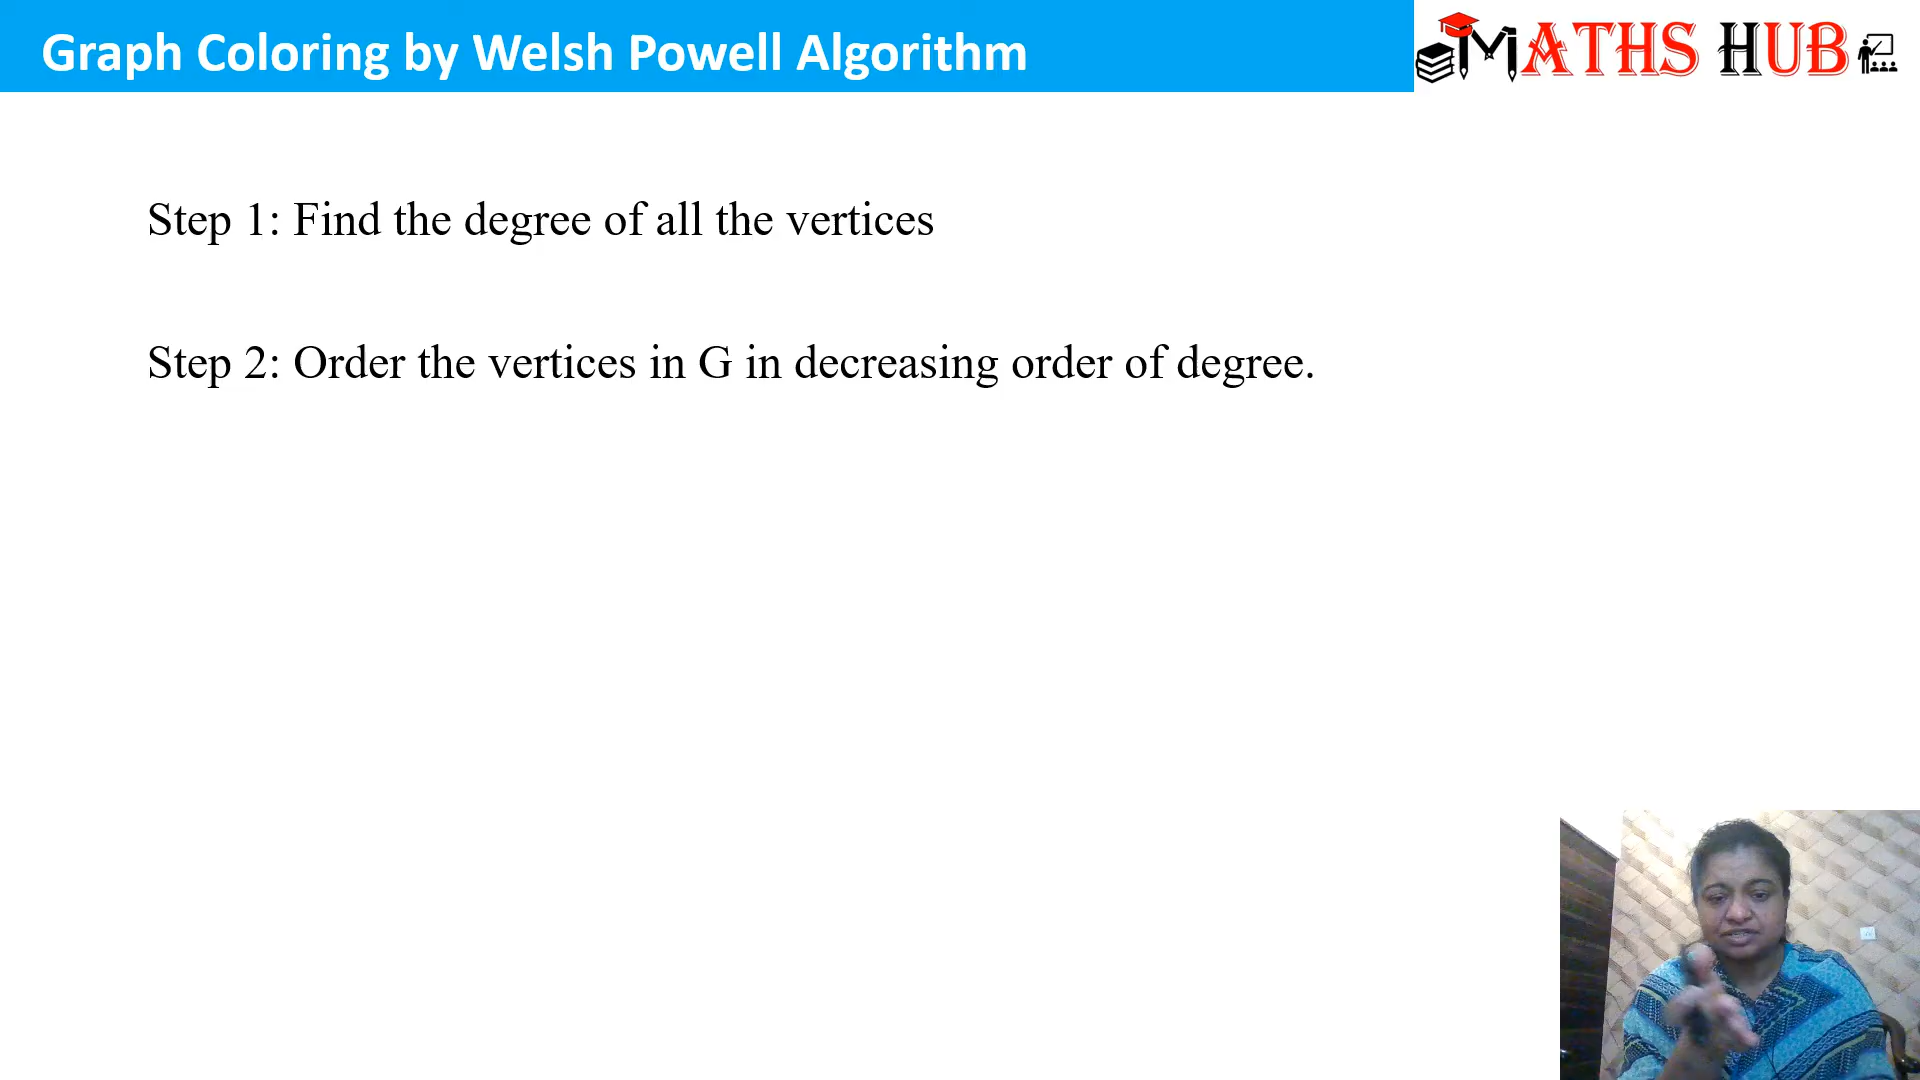 Graph Coloring by Welsh Powell Algorithm
MATHS HUB
Step 1: Find the degree of all the vertices
Step 2: Order the vertices in G in decreasing order of degree.